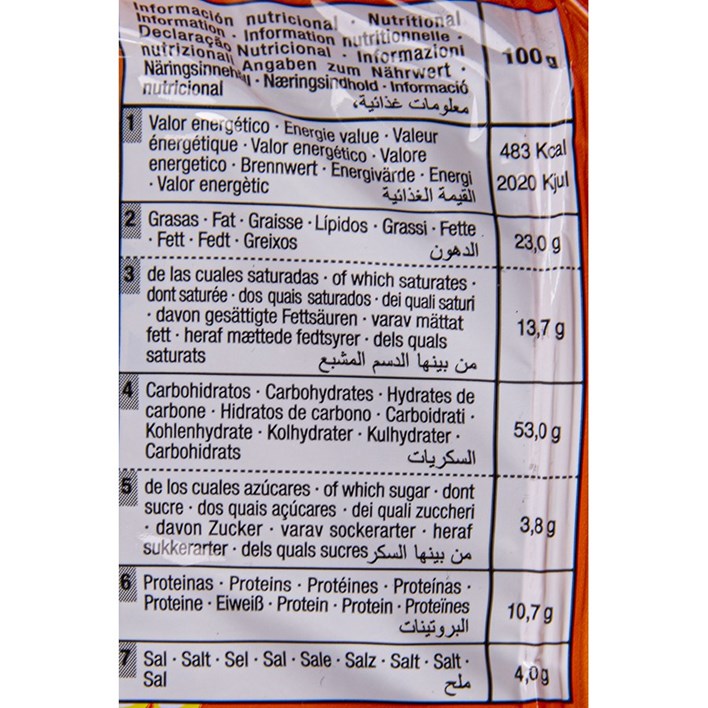 Información nutricional · Nutritional
Information · Information nutritionnelle ·
Declaração Nutricional · Informazioni
nutrizionali Angaben zum Nährwert ·
Näringsinnehåll · Næringsindhold · Informació
nutricional
معلومات غذائية،
100g
1 Valor energético · Energie value · Valeur
énergétique · Valor energético · Valore
energetico · Brennwert · Energivärde · Energi
· Valor energètic
القيمة الغذائية
483 Kcal
2020 Kjul
2 Grasas · Fat · Graisse · Lípidos · Grassi · Fette
· Fett · Fedt · Greixos
الدهون
23,0 g
3 de las cuales saturadas · of which saturates ·
dont saturée · dos quais saturados · dei quali saturi
· davon gesättigte Fettsäuren · varav mättat
fett · heraf mættede fedtsyrer · dels quals
saturats
من بينها الدسم المشبع
13,7 g
4 Carbohidratos · Carbohydrates · Hydrates de
carbone · Hidratos de carbono · Carboidrati ·
Kohlenhydrate · Kolhydrater · Kulhydrater ·
Carbohidrats
السكريات
53,0 g
5 de los cuales azúcares · of which sugar · dont
sucre · dos quais açúcares · dei quali zuccheri
· davon Zucker · varav sockerarter · heraf
sukkerarter · dels quals sucres من بينها السكر
3,8 g
6 Proteinas · Proteins · Protéines · Proteínas ·
Proteine · Eiweiß · Protein · Protein · Proteïnes
البروتينات
10,7 g
7 Sal · Salt · Sel · Sal · Sale · Salz · Salt · Salt ·
Sal
ملح
4,0g